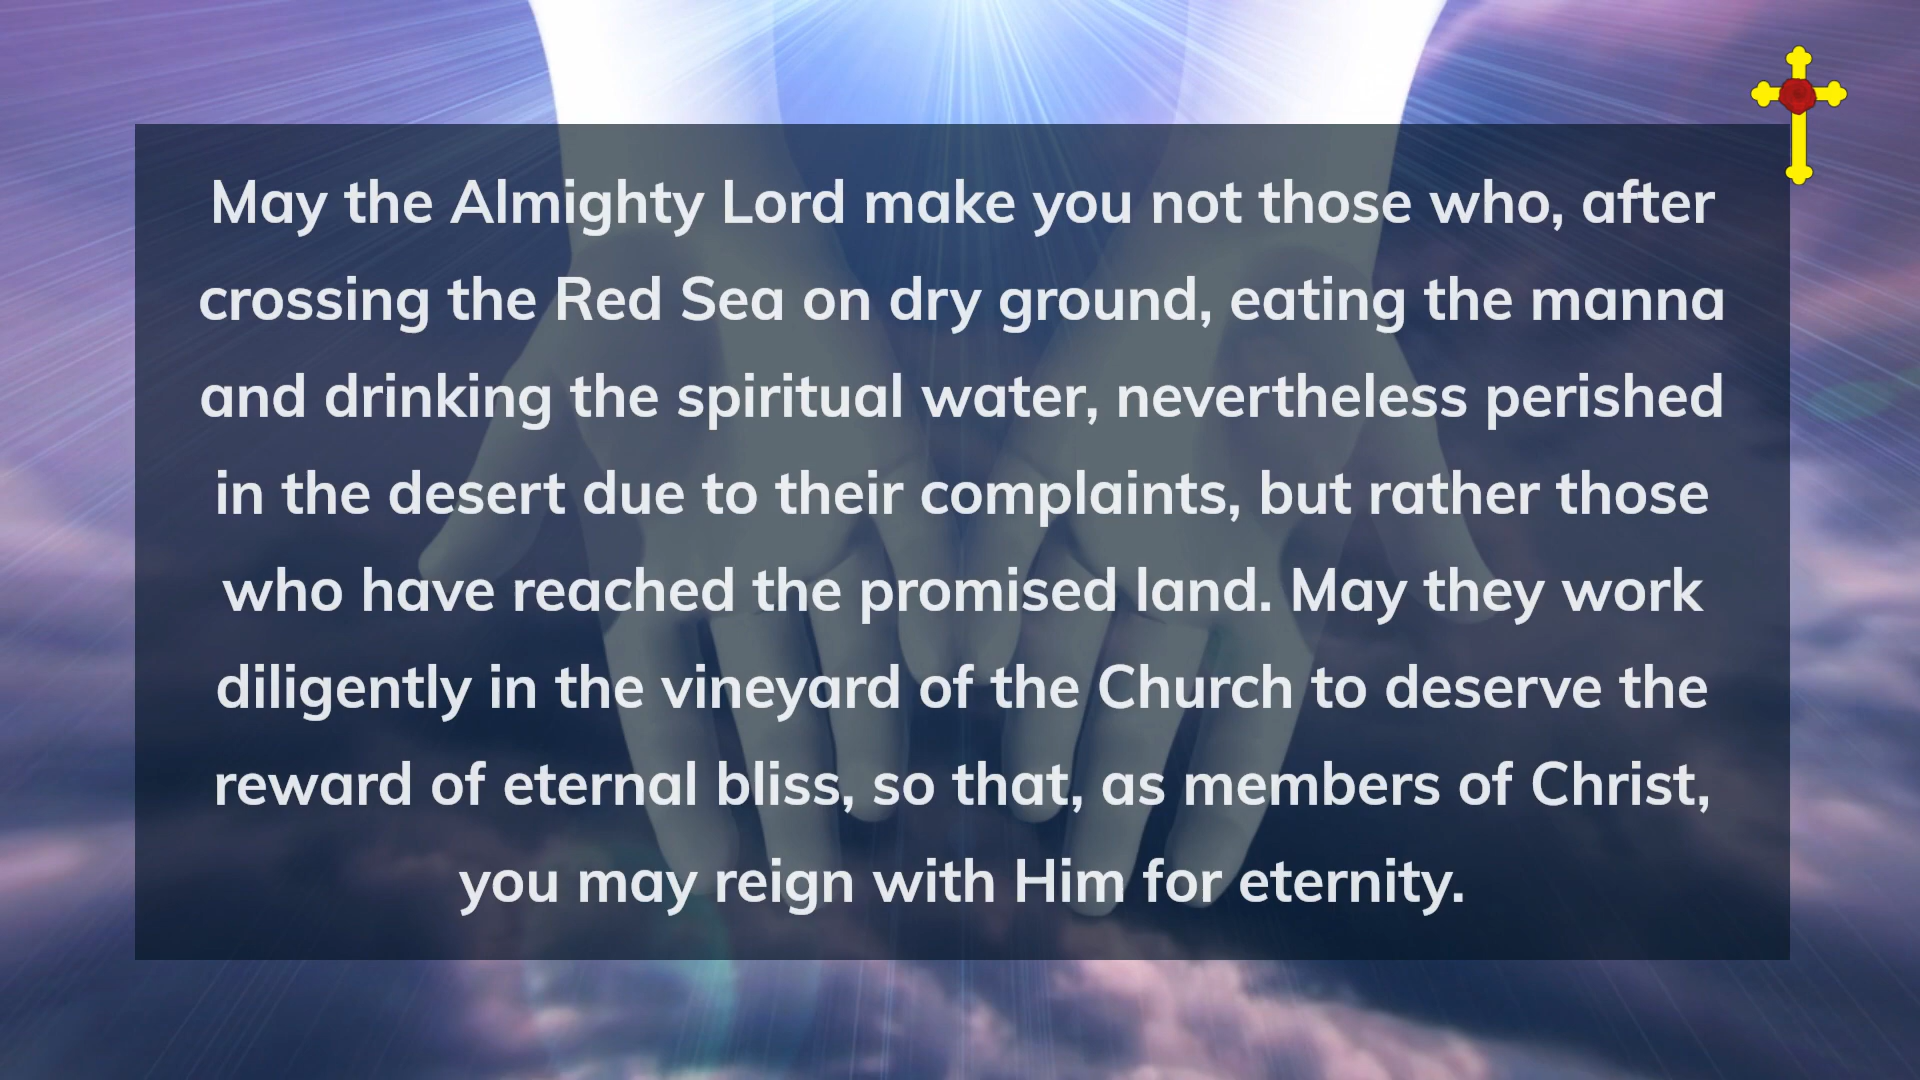 May the Almighty Lord make you not those who, after
crossing the Red Sea on dry ground, eating the manna
and drinking the spiritual water, nevertheless perished
in the desert due to their complaints, but rather those
who have reached the promised land. May they work
diligently in the vineyard of the Church to deserve the
reward of eternal bliss, so that, as members of Christ,
you may reign with Him for eternity.